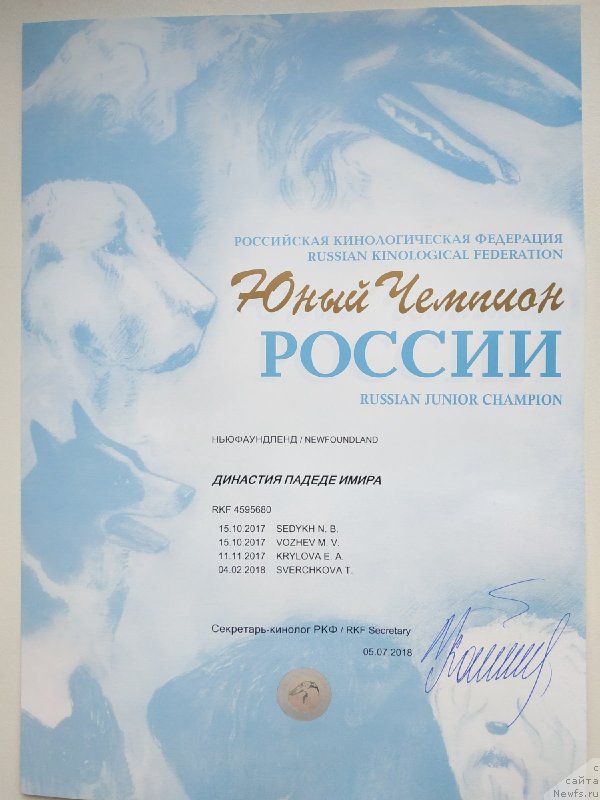 РОССИЙСКАЯ КИНОЛОГИЧЕСКАЯ ФЕДЕРАЦИЯ
RUSSIAN KINOLOGICAL FEDERATION
Юный Чемпион
РОССИИ
RUSSIAN JUNIOR CHAMPION
НЬЮФАУНДЛЕНД / NEWFOUNDLAND
ДИНАСТИЯ ПАДЕДЕ ИМИРА
RKF 4595680
15.10.2017 SEDYKH N. B.
15.10.2017 VOZHEV M. V.
11.11.2017 KRYLOVA E. A.
04.02.2018 SVERCHKOVA T.
Секретарь-кинолог РКФ / RKF Secretary
05.07.2018
с
сайта
Newfs.ru